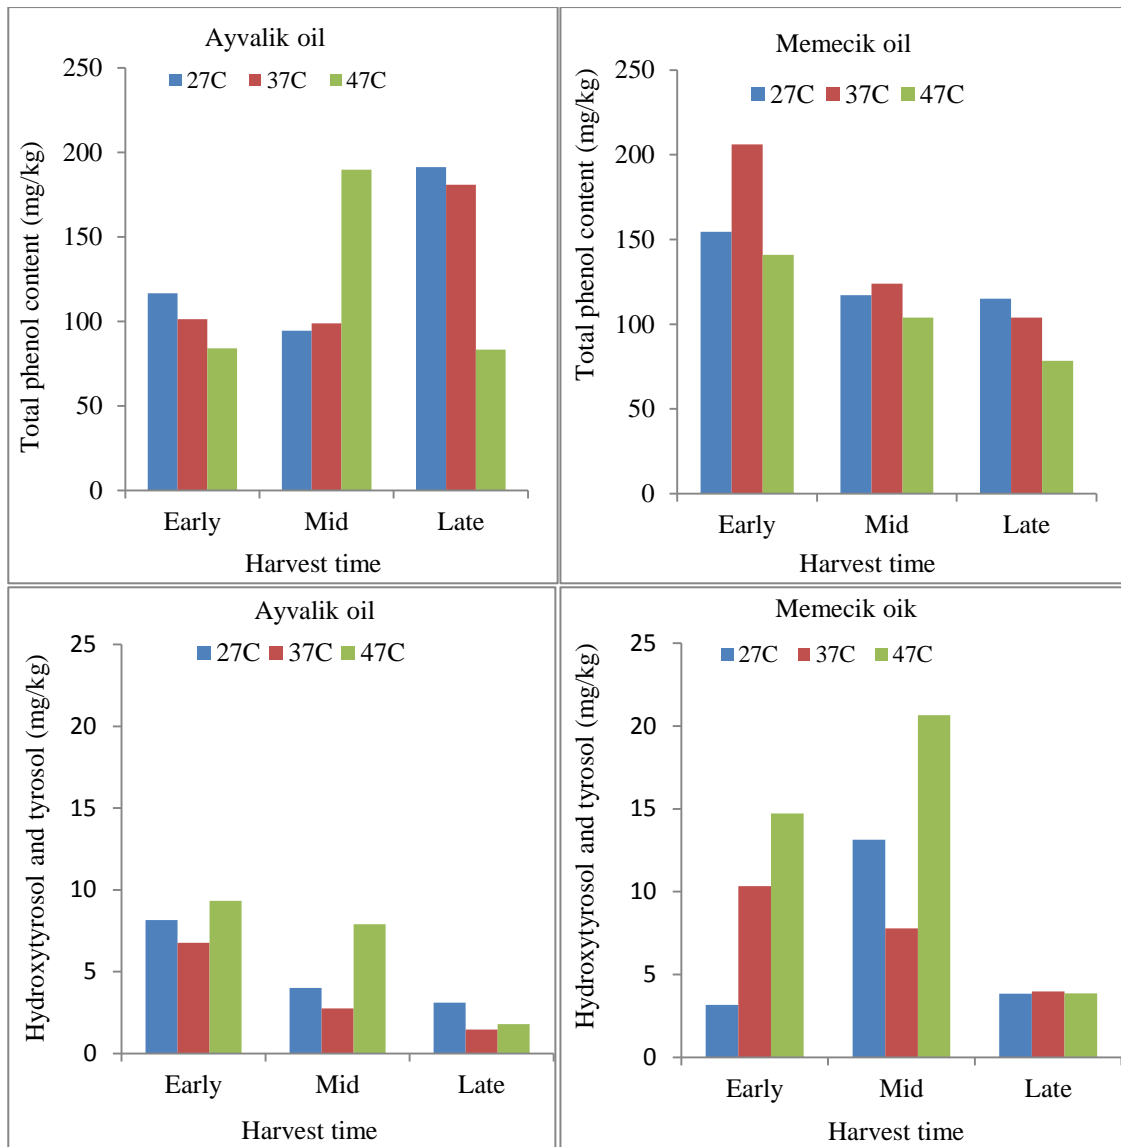 Ayvalik oil
27C 37C 47C
Total phenol content (mg/kg)
250
200
150
100
50
0
Early Mid Late
Harvest time
Memecik oil
27C 37C 47C
Total phenol content (mg/kg)
250
200
150
100
50
0
Early Mid Late
Harvest time
Ayvalik oil
27C 37C 47C
Hydroxytyrosol and tyrosol (mg/kg)
25
20
15
10
5
0
Early Mid Late
Harvest time
Memecik oik
27C 37C 47C
Hydroxytyrosol and tyrosol (mg/kg)
25
20
15
10
5
0
Early Mid Late
Harvest time